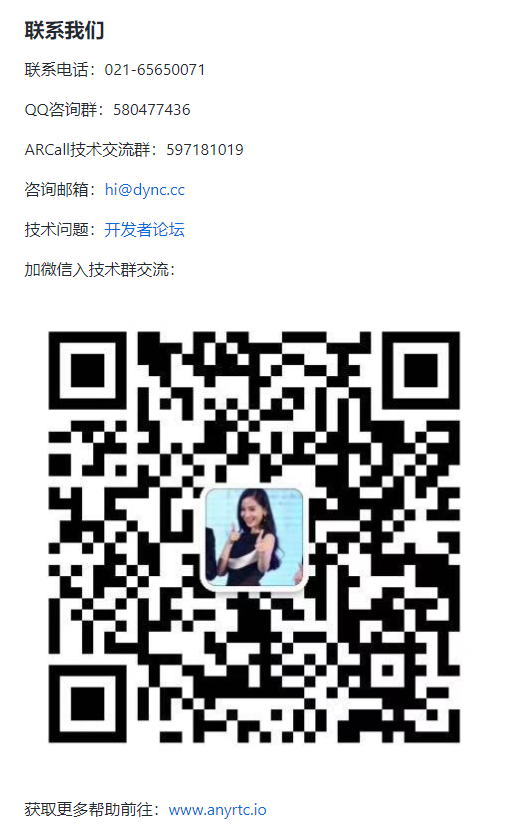 联系我们
联系电话：021-65650071
QQ咨询群：580477436
ARCall技术交流群：597181019
咨询邮箱：hi@dync.cc
技术问题：开发者论坛
加微信入技术群交流：
获取更多帮助前往：www.anyrtc.io